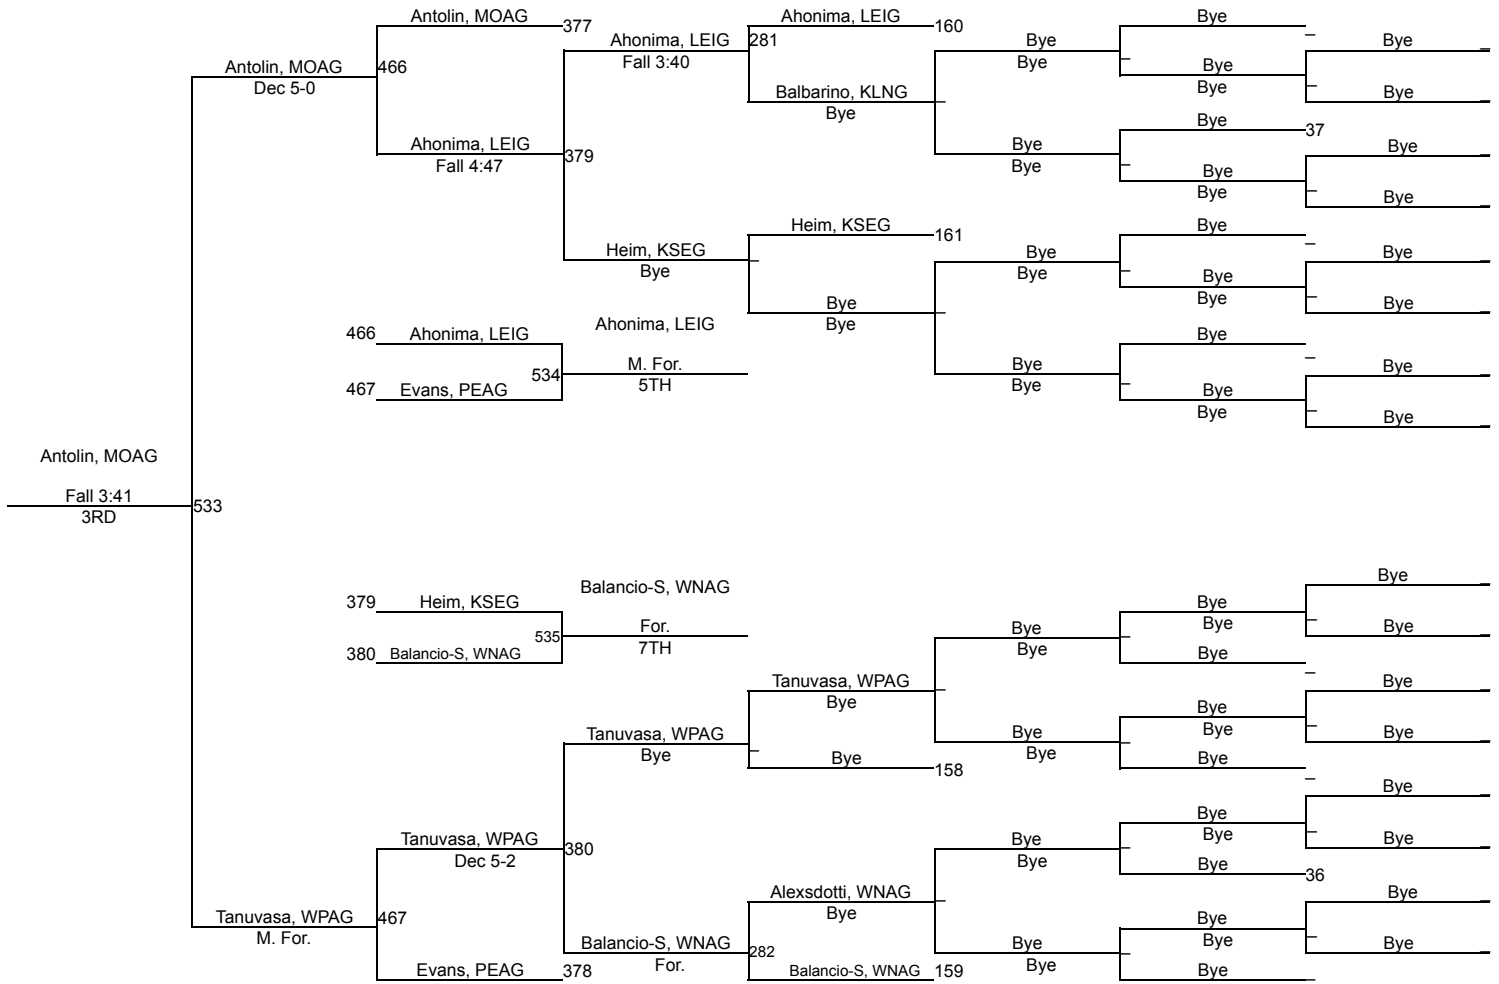 Antolin, MOAG
377
Ahonima, LEIG
160
Bye
_
Ahonima, LEIG
Fall 3:40
281
Bye
Bye
Bye
_
Antolin, MOAG
Dec 5-0
466
_
Bye
_
Balbarino, KLNG
Bye
_
Bye
_
Bye
37
Ahonima, LEIG
Fall 4:47
379
Bye
Bye
Bye
_
_
Bye
Bye
_
Bye
_
Heim, KSEG
161
Bye
_
Heim, KSEG
Bye
_
Bye
Bye
Bye
_
_
Bye
Bye
_
Bye
_
Bye
Bye
_
466
Ahonima, LEIG
Ahonima, LEIG
Bye
_
534
M. For.
5TH
Bye
Bye
Bye
_
467
Evans, PEAG
_
Bye
Bye
_
Bye
_
Antolin, MOAG
Fall 3:41
3RD
533
Bye
_
379
Heim, KSEG
Balancio-S, WNAG
Bye
Bye
_
Bye
_
535
For.
7TH
Bye
Bye
_
380
Balancio-S, WNAG
Bye
_
Tanuvasa, WPAG
Bye
_
Bye
_
Bye
Bye
_
Tanuvasa, WPAG
Bye
_
Bye
Bye
_
Bye
_
Bye
158
Bye
_
Bye
_
Bye
Bye
_
Tanuvasa, WPAG
Dec 5-2
380
Bye
Bye
_
Bye
_
Bye
36
Alexsdotti, WNAG
Bye
_
Bye
_
Tanuvasa, WPAG
M. For.
467
Bye
Bye
_
Balancio-S, WNAG
For.
282
Bye
Bye
_
Bye
_
Evans, PEAG
378
Balancio-S, WNAG
159
Bye
_